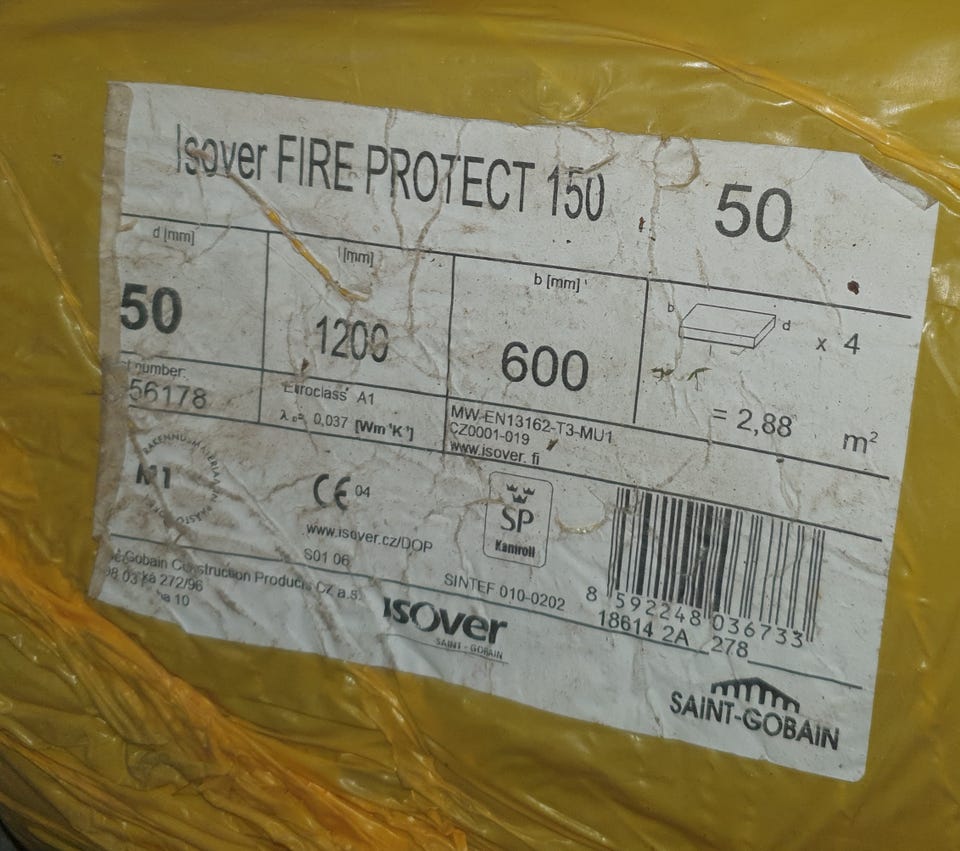 Isover FIRE PROTECT 150 50
d [mm] l [mm] b [mm]
50 1200 600
b d x 4
= 2,88 m²
number:
56178
Euroclass A1
λD= 0,037 [Wm⁻¹K⁻¹]
MW-EN13162-T3-MU1
CZ0001-019
www.isover.fi
M1
CE 04
www.isover.cz/DOP
S01 06
SP
Kamroll
SINTEF 010-0202
8 592248 036733
18614 2A 278
Gobain Construction Products CZ a.s.
272/96
10
isover
SAINT-GOBAIN
SAINT-GOBAIN